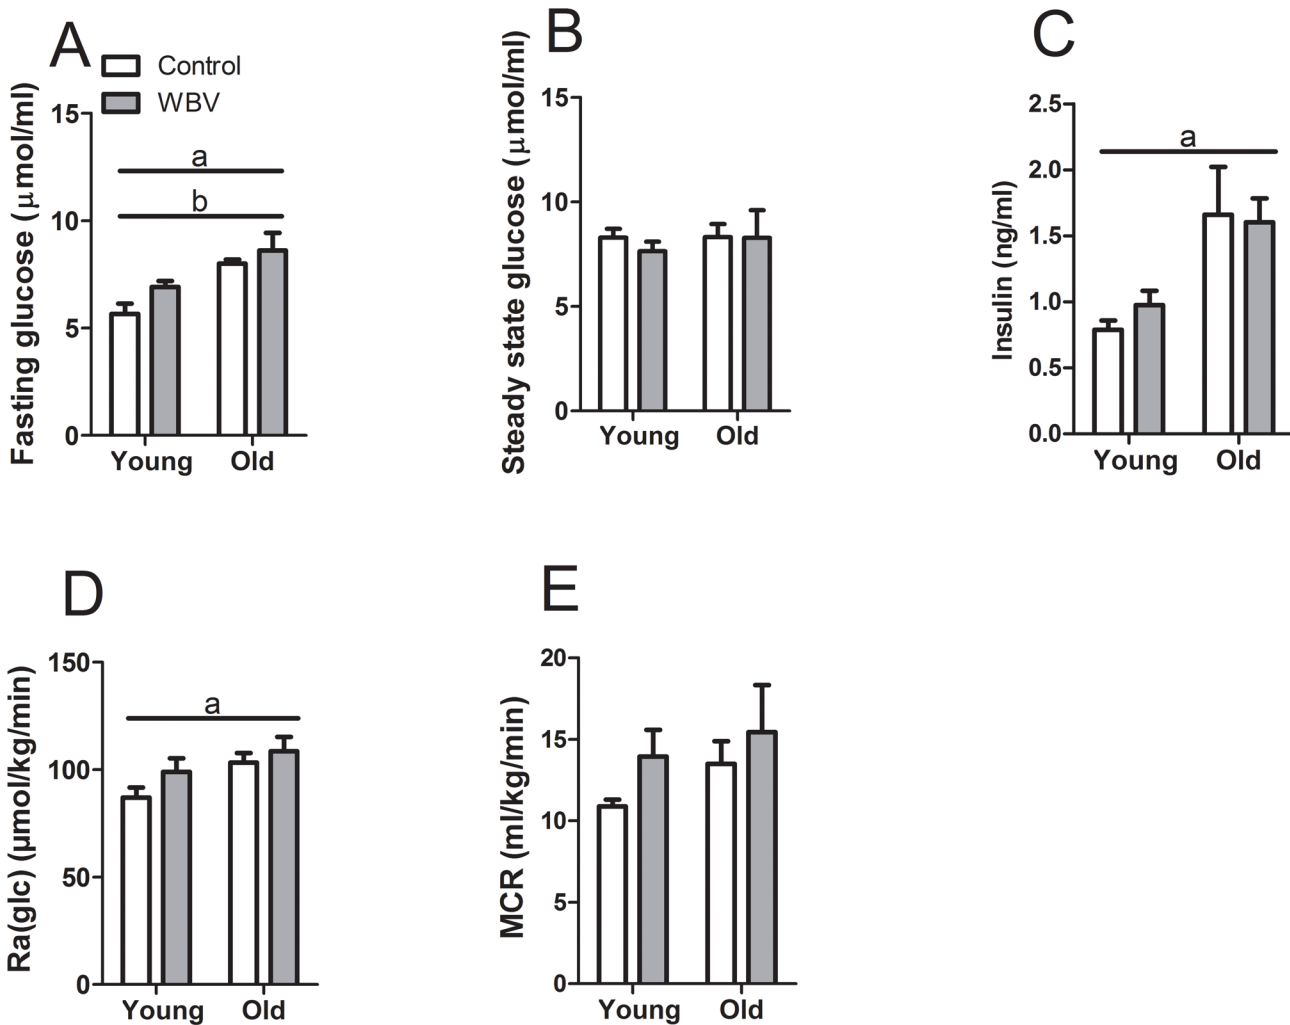 A
Control
WBV
Fasting glucose (μmol/ml)
15
10
5
0
a
b
Young Old
B
Steady state glucose (μmol/ml)
15
10
5
0
Young Old
C
Insulin (ng/ml)
2.5
2.0
1.5
1.0
0.5
0.0
a
Young Old
D
Ra(glc) (μmol/kg/min)
150
100
50
0
a
Young Old
E
MCR (ml/kg/min)
20
15
10
5
0
Young Old